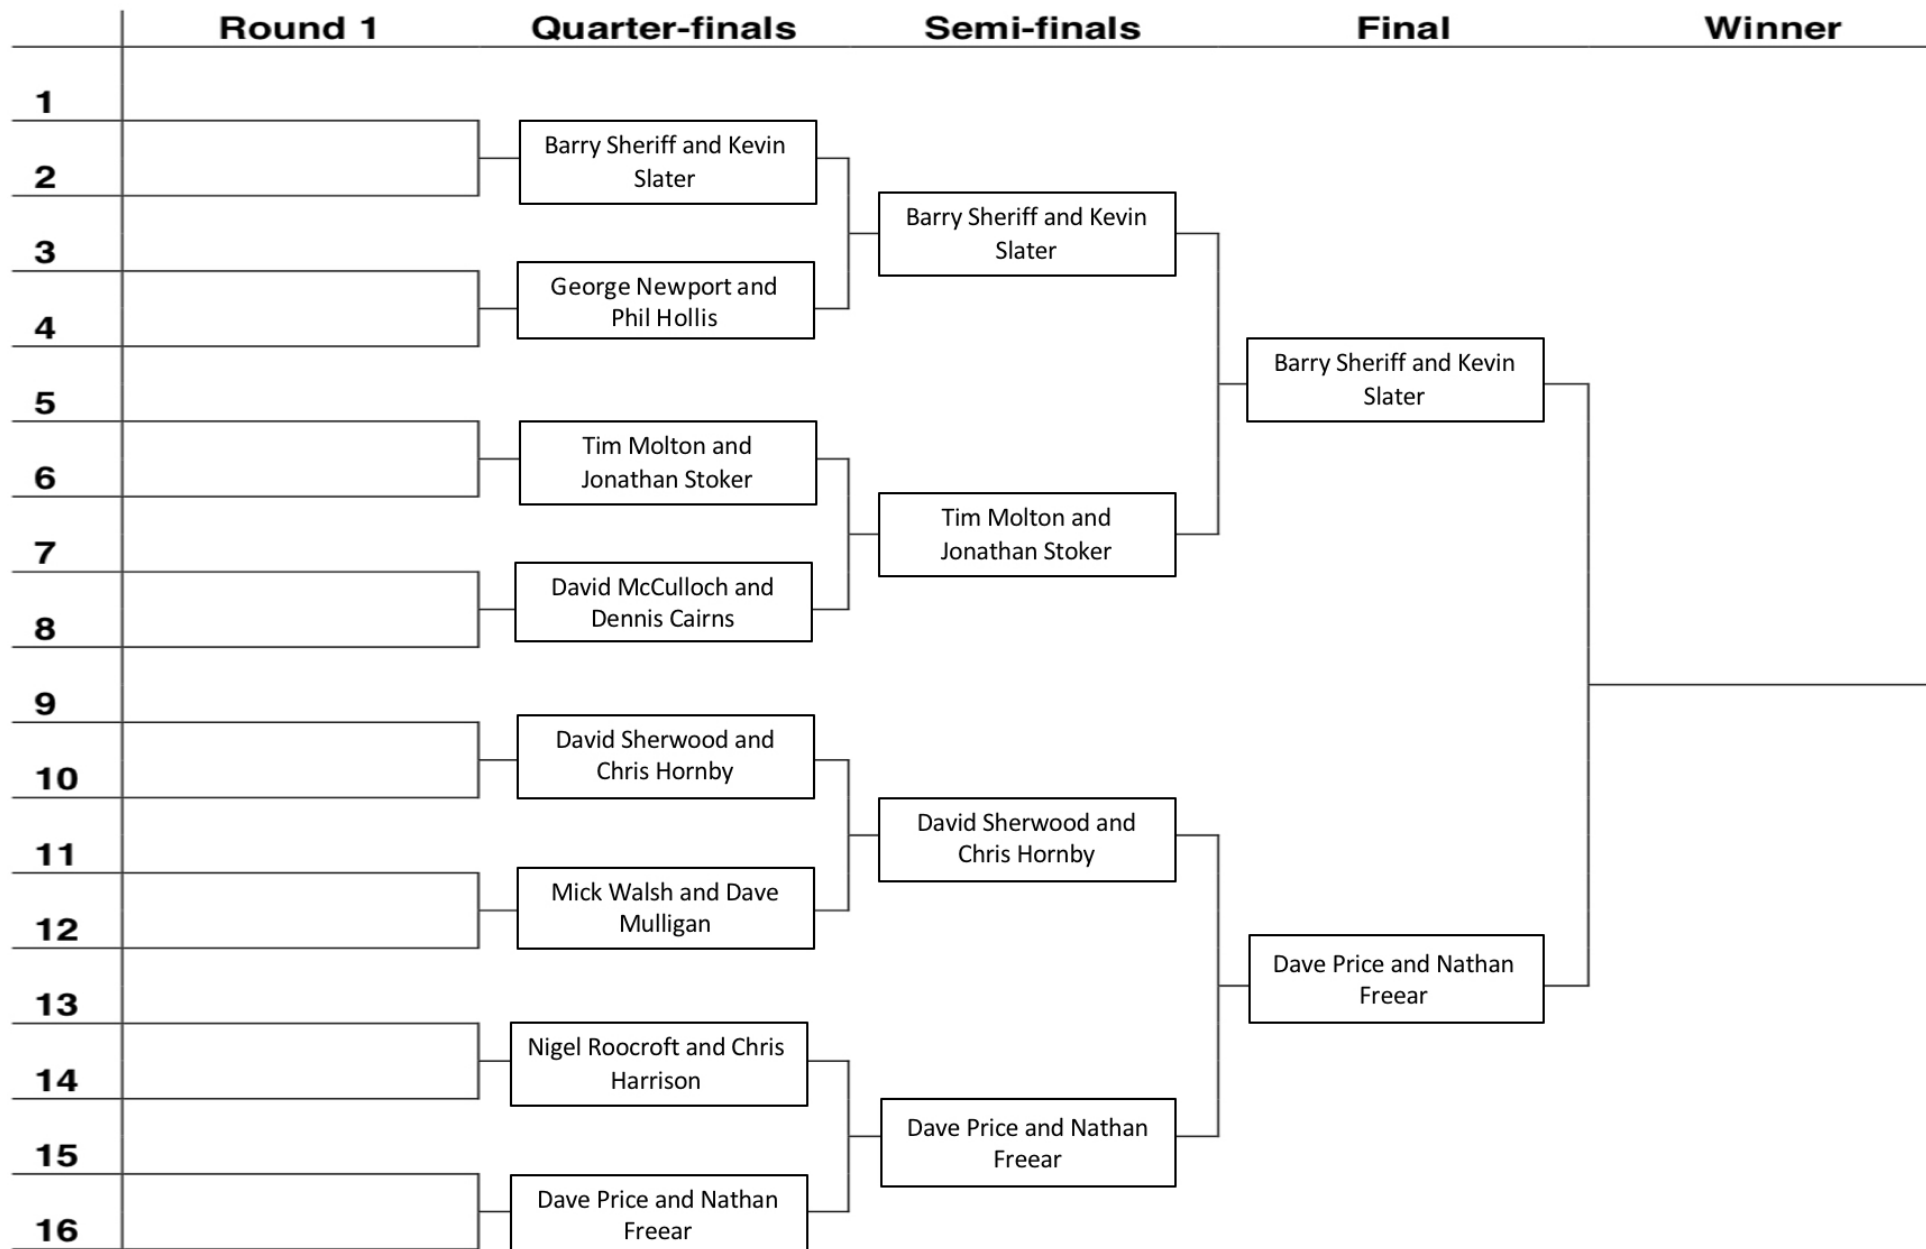 Round 1
Quarter-finals
Semi-finals
Final
Winner
1
2
3
4
5
6
7
8
9
10
11
12
13
14
15
16
Barry Sheriff and Kevin
Slater
George Newport and
Phil Hollis
Tim Molton and
Jonathan Stoker
David McCulloch and
Dennis Cairns
David Sherwood and
Chris Hornby
Mick Walsh and Dave
Mulligan
Nigel Roocroft and Chris
Harrison
Dave Price and Nathan
Freear
Barry Sheriff and Kevin
Slater
Tim Molton and
Jonathan Stoker
David Sherwood and
Chris Hornby
Dave Price and Nathan
Freear
Barry Sheriff and Kevin
Slater
Dave Price and Nathan
Freear